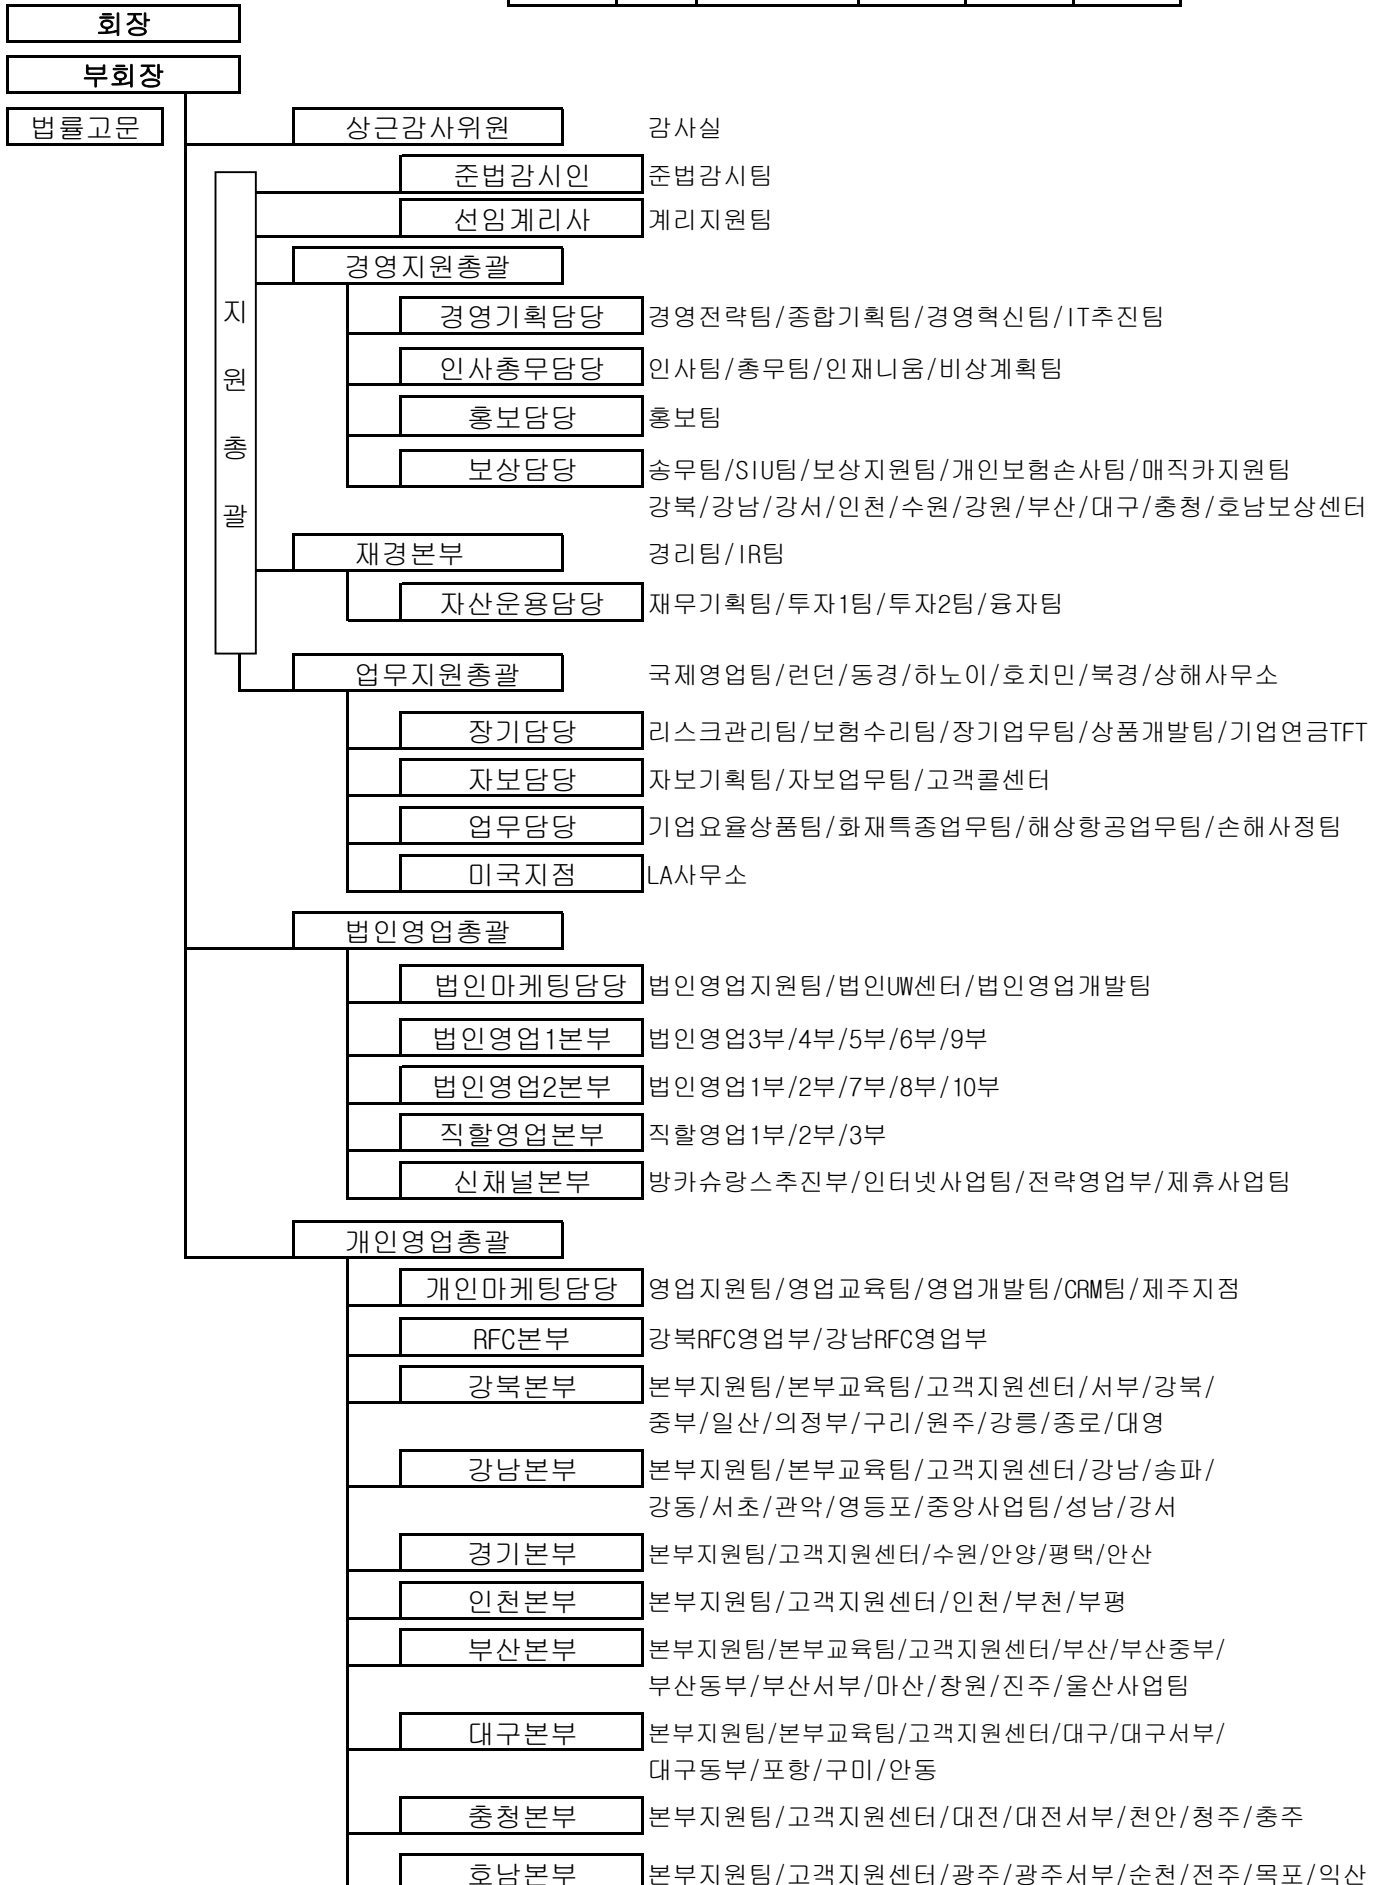 회장
부회장
법률고문
상근감사위원 감사실
준법감시인 준법감시팀
선임계리사 계리지원팀
지원총괄
경영지원총괄
경영기획담당 경영전략팀/종합기획팀/경영혁신팀/IT추진팀
인사총무담당 인사팀/총무팀/인재니움/비상계획팀
홍보담당 홍보팀
보상담당 송무팀/SIU팀/보상지원팀/개인보험손사팀/매직카지원팀
강북/강남/강서/인천/수원/강원/부산/대구/충청/호남보상센터
재경본부 경리팀/IR팀
자산운용담당 재무기획팀/투자1팀/투자2팀/융자팀
업무지원총괄 국제영업팀/런던/동경/하노이/호치민/북경/상해사무소
장기담당 리스크관리팀/보험수리팀/장기업무팀/상품개발팀/기업연금TFT
자보담당 자보기획팀/자보업무팀/고객콜센터
업무담당 기업요율상품팀/화재특종업무팀/해상항공업무팀/손해사정팀
미국지점 LA사무소
법인영업총괄
법인마케팅담당 법인영업지원팀/법인UW센터/법인영업개발팀
법인영업1본부 법인영업3부/4부/5부/6부/9부
법인영업2본부 법인영업1부/2부/7부/8부/10부
직할영업본부 직할영업1부/2부/3부
신채널본부 방카슈랑스추진부/인터넷사업팀/전략영업부/제휴사업팀
개인영업총괄
개인마케팅담당 영업지원팀/영업교육팀/영업개발팀/CRM팀/제주지점
RFC본부 강북RFC영업부/강남RFC영업부
강북본부 본부지원팀/본부교육팀/고객지원센터/서부/강북/
중부/일산/의정부/구리/원주/강릉/종로/대영
강남본부 본부지원팀/본부교육팀/고객지원센터/강남/송파/
강동/서초/관악/영등포/중앙사업팀/성남/강서
경기본부 본부지원팀/고객지원센터/수원/안양/평택/안산
인천본부 본부지원팀/고객지원센터/인천/부천/부평
부산본부 본부지원팀/본부교육팀/고객지원센터/부산/부산중부/
부산동부/부산서부/마산/창원/진주/울산사업팀
대구본부 본부지원팀/본부교육팀/고객지원센터/대구/대구서부/
대구동부/포항/구미/안동
충청본부 본부지원팀/고객지원센터/대전/대전서부/천안/청주/충주
호남본부 본부지원팀/고객지원센터/광주/광주서부/순천/전주/목포/익산